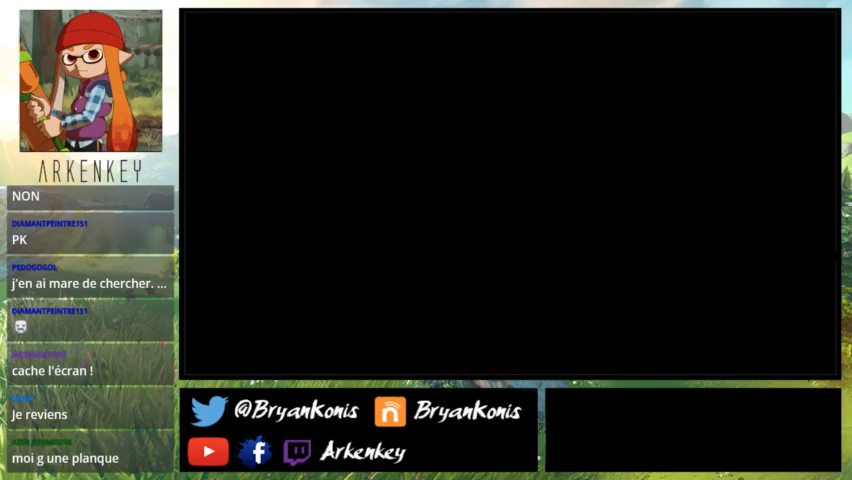 ARKENKEY
NON
DIAMANTPEINTRE151
PK
PEDOGOGOL
j'en ai mare de chercher. ...
DIAMANTPEINTRE151
cache l'écran !
Je reviens
moi g une planque
@BryanKonis
BryanKonis
Arkenkey